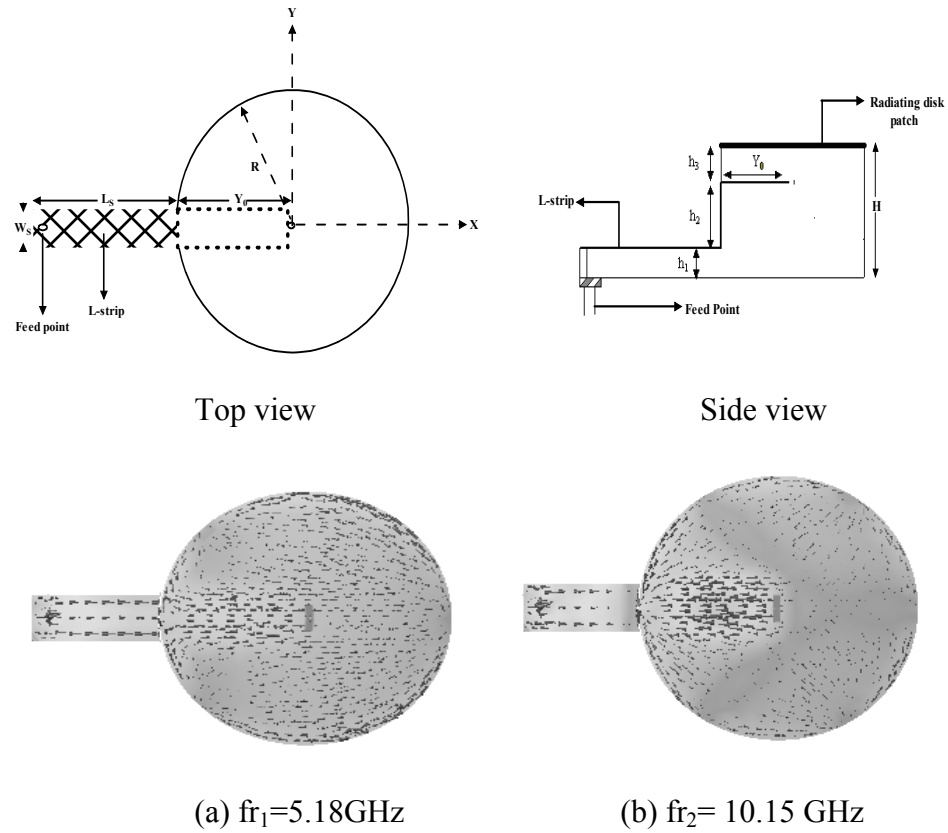 Y
R
Lₛ
Y₀
Wₛ
X
Feed point
L-strip
Top view
Radiating disk
patch
h₃
Y₀
L-strip
h₂
H
h₁
Feed Point
Side view
(a) fr₁=5.18GHz
(b) fr₂= 10.15 GHz